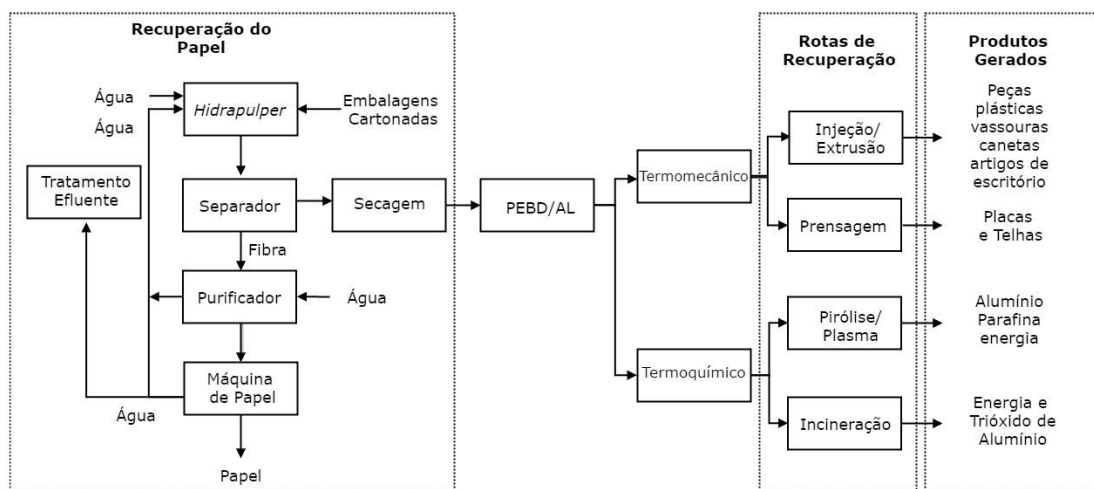 Recuperação do
Papel
Água
Água
Hidrapulper
Embalagens
Cartonadas
Tratamento
Efluente
Separador
Secagem
Fibra
Purificador
Água
Máquina
de Papel
Água
Papel
PEBD/AL
Termomecânico
Termoquímico
Rotas de
Recuperação
Injeção/
Extrusão
Prensagem
Pirólise/
Plasma
Incineração
Produtos
Gerados
Peças
plásticas
vassouras
canetas
artigos de
escritório
Placas
e Telhas
Alumínio
Parafina
energia
Energia e
Trióxido de
Alumínio